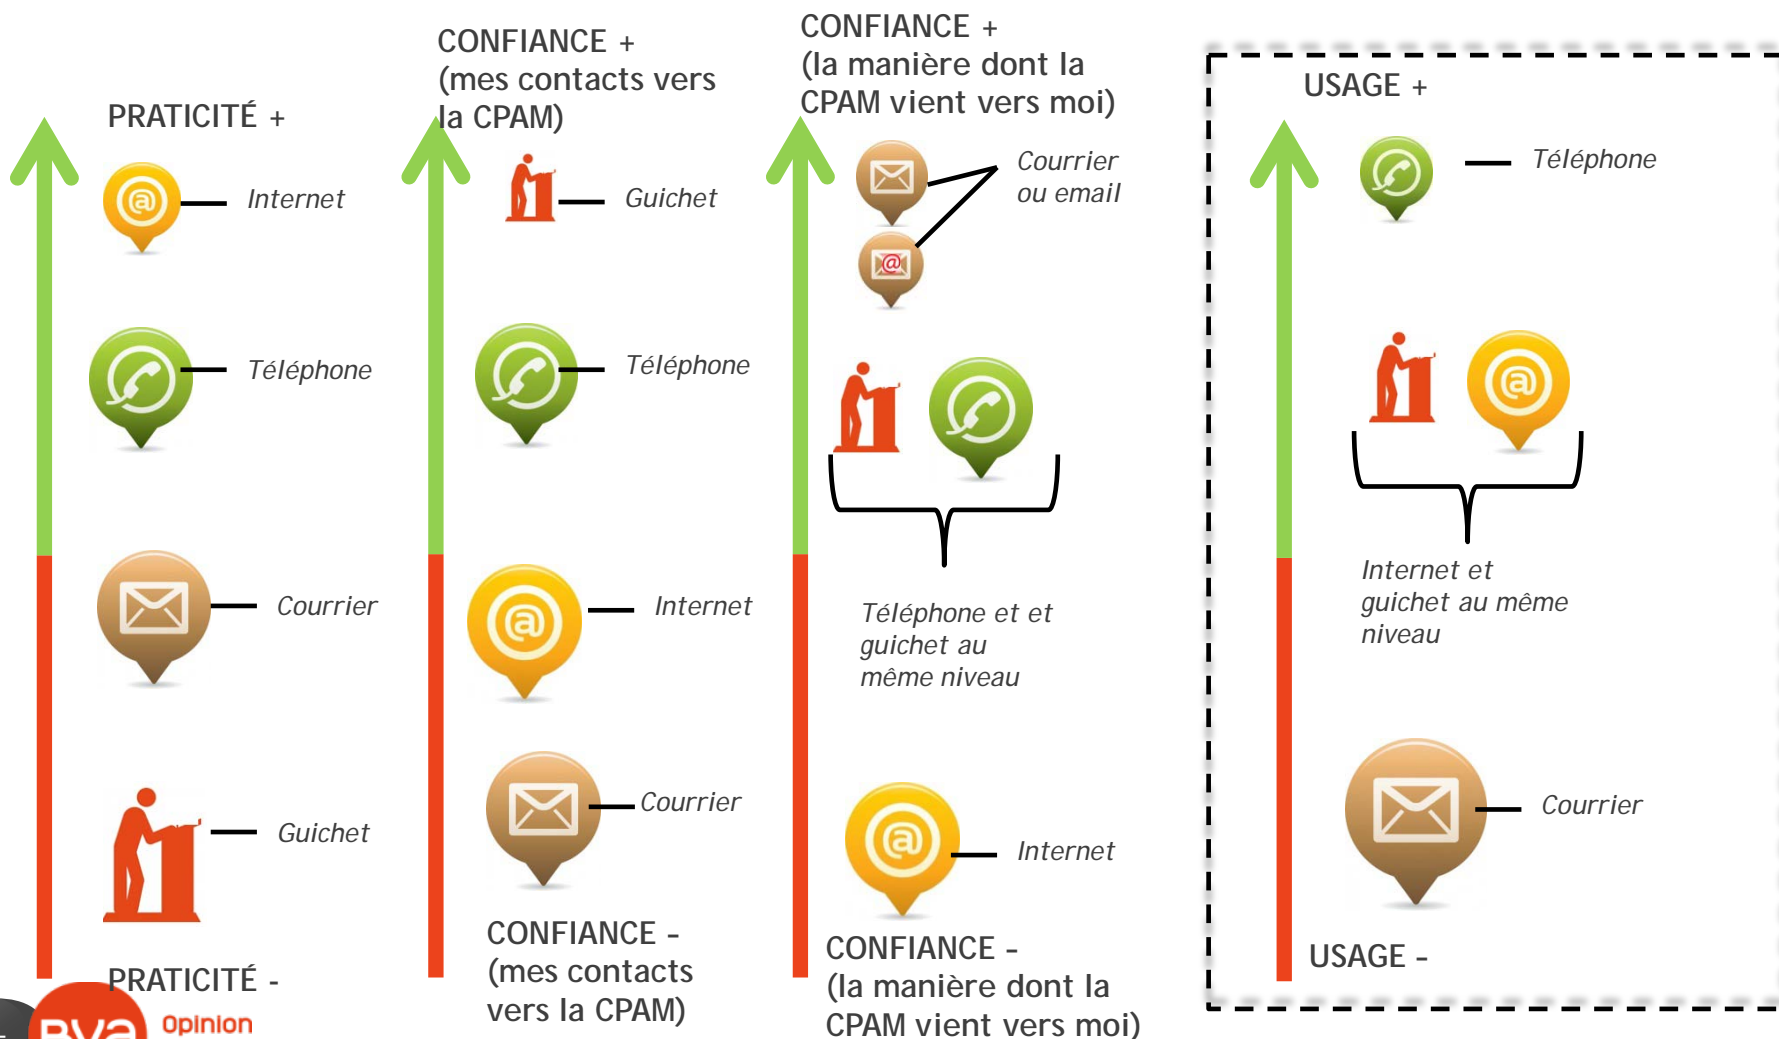 PRATICITÉ +
Internet
Téléphone
Courrier
Guichet
PRATICITÉ -
CONFIANCE +
(mes contacts vers
la CPAM)
Guichet
Téléphone
Internet
Courrier
CONFIANCE -
(mes contacts
vers la CPAM)
CONFIANCE +
(la manière dont la
CPAM vient vers moi)
Courrier
ou email
@
Téléphone et et
guichet au
même niveau
Internet
CONFIANCE -
(la manière dont la
CPAM vient vers moi)
USAGE +
Téléphone
Internet et
guichet au même
niveau
Courrier
USAGE -
BVa
Opinion